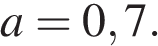 a = 0, 7.